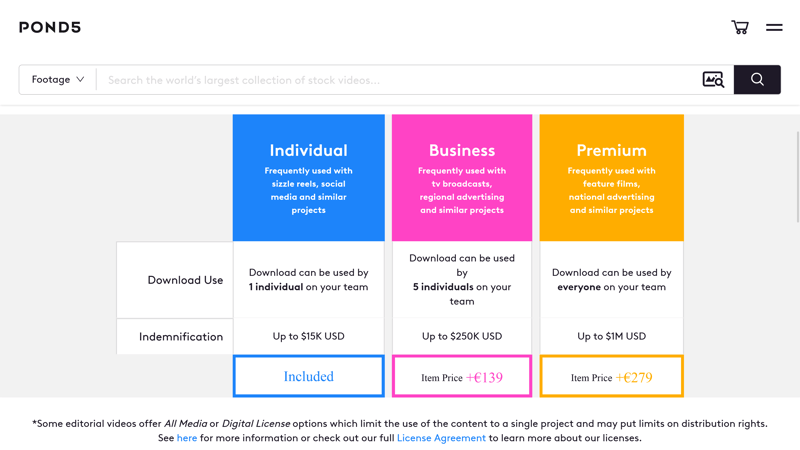 POND5
Footage
Search the world's largest collection of stock videos...
Individual
Frequently used with
sizzle reels, social
media and similar
projects
Business
Frequently used with
tv broadcasts,
regional advertising
and similar projects
Premium
Frequently used with
feature films,
national advertising
and similar projects
Download Use
Download can be used by
1 individual on your team
Download can be used
by
5 individuals on your
team
Download can be used by
everyone on your team
Indemnification
Up to $15K USD
Up to $250K USD
Up to $1M USD
Included
Item Price +€139
Item Price +€279
*Some editorial videos offer All Media or Digital License options which limit the use of the content to a single project and may put limits on distribution rights.
See here for more information or check out our full License Agreement to learn more about our licenses.